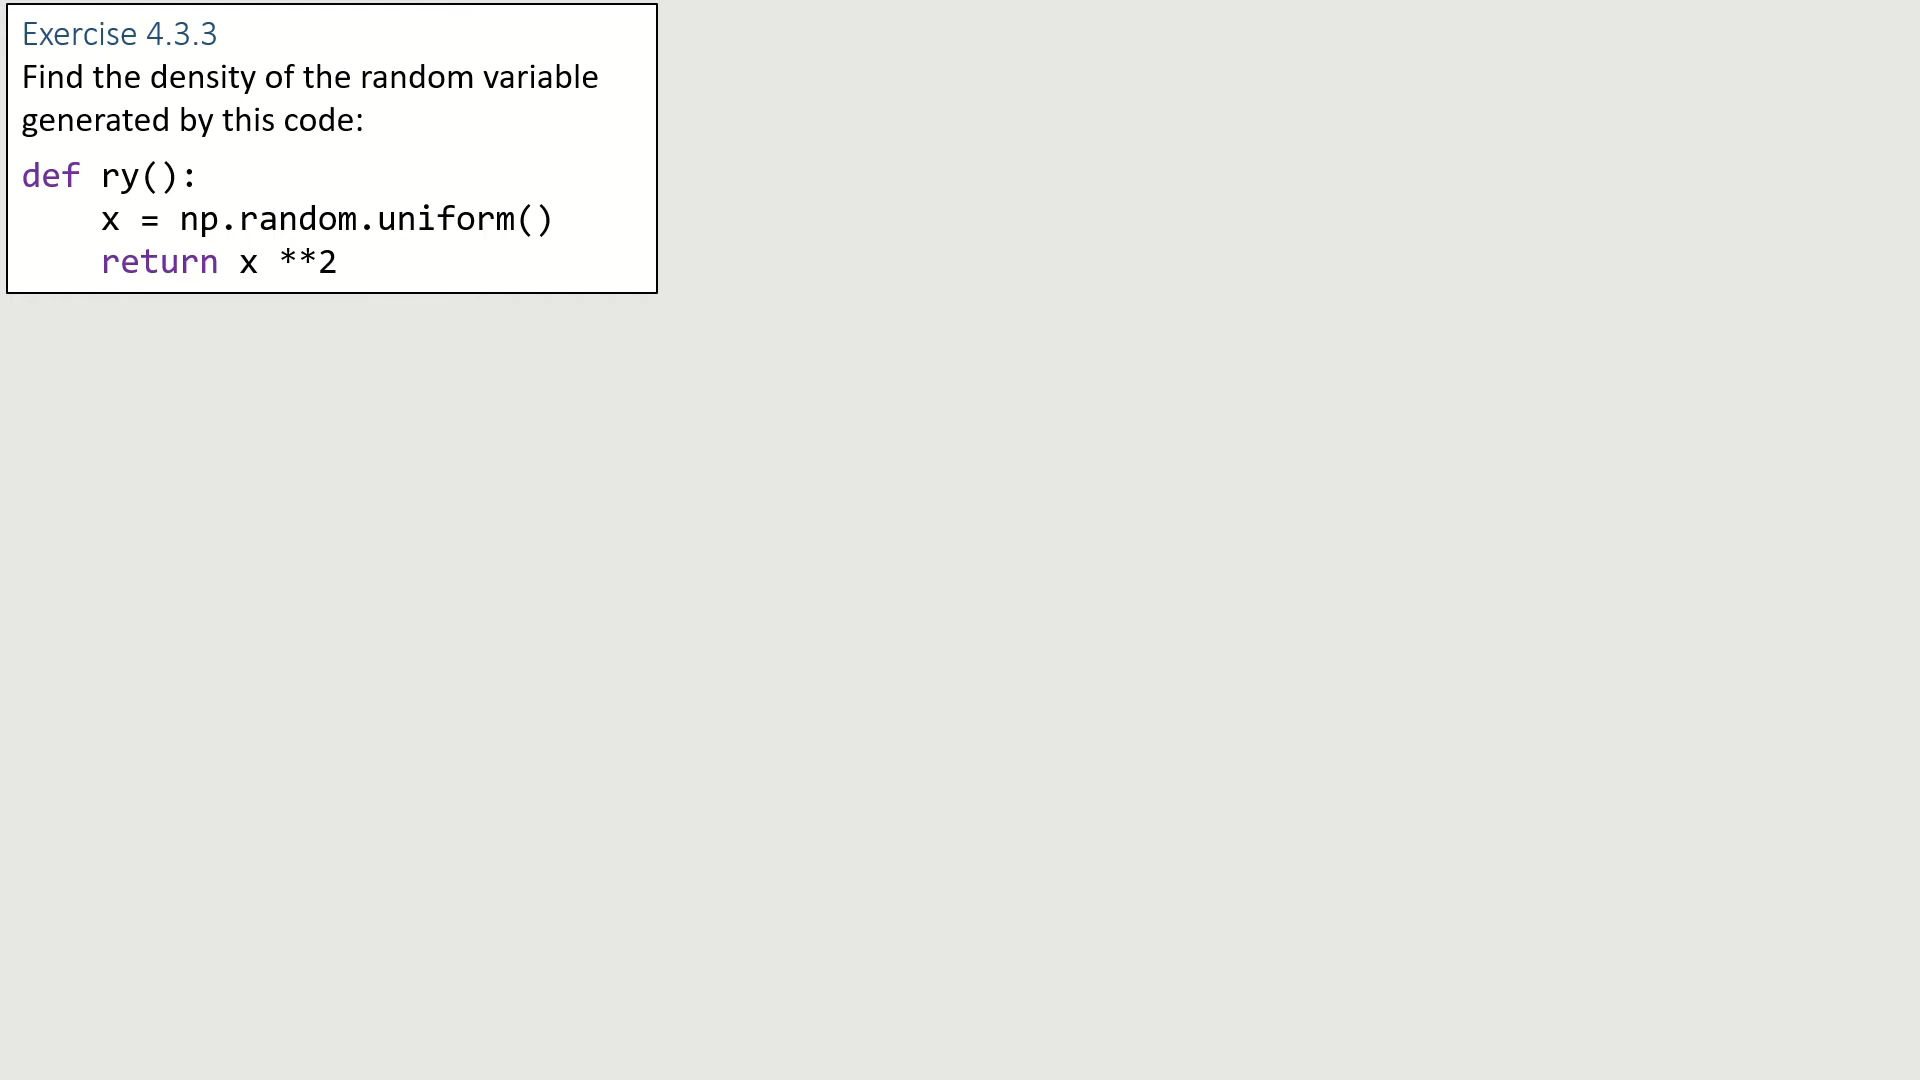 Exercise 4.3.3
Find the density of the random variable
generated by this code:
def ry():
    x = np.random.uniform()
    return x **2